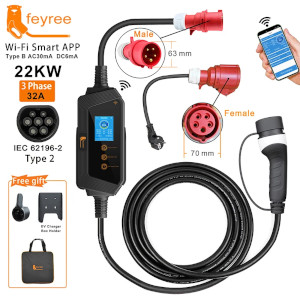 feyree
Wi-Fi Smart APP
Type B AC30mA DC6mA
22KW
3 Phase
32A
IEC 62196-2
Type 2
Free gift
EV Charger
Box Holder
Male
63 mm
Female
70 mm